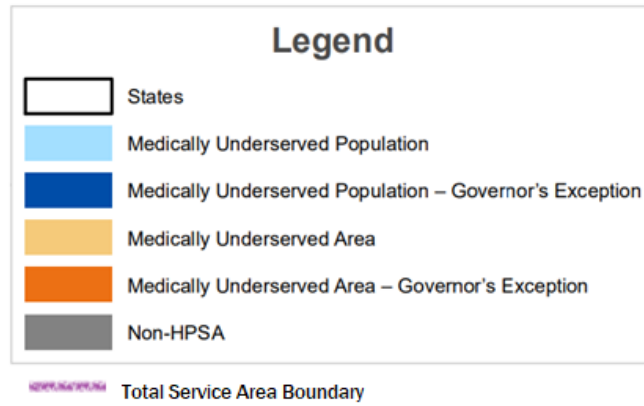 Legend
States
Medically Underserved Population
Medically Underserved Population – Governor's Exception
Medically Underserved Area
Medically Underserved Area – Governor's Exception
Non-HPSA
Total Service Area Boundary